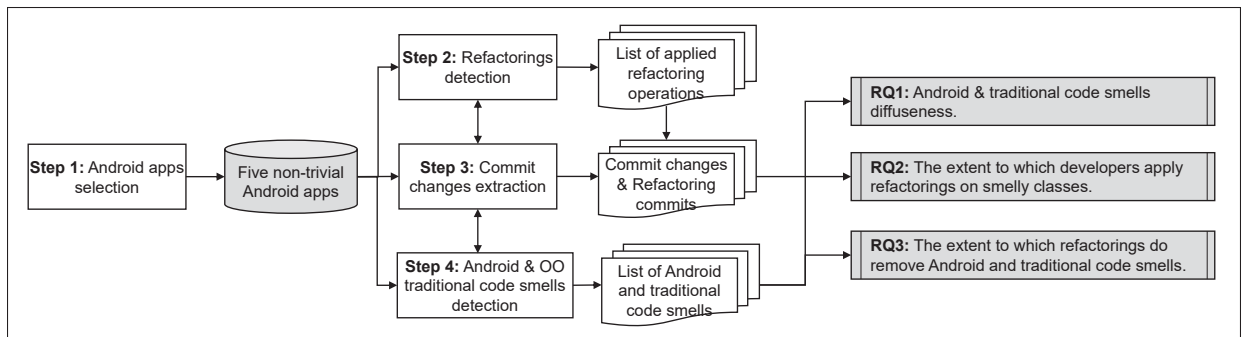 Step 1: Android apps
selection
Five non-trivial
Android apps
Step 2: Refactorings
detection
Step 3: Commit
changes extraction
Step 4: Android & OO
traditional code smells
detection
List of applied
refactoring
operations
Commit changes
& Refactoring
commits
List of Android
and traditional
code smells
RQ1: Android & traditional code smells
diffuseness.
RQ2: The extent to which developers apply
refactorings on smelly classes.
RQ3: The extent to which refactorings do
remove Android and traditional code smells.